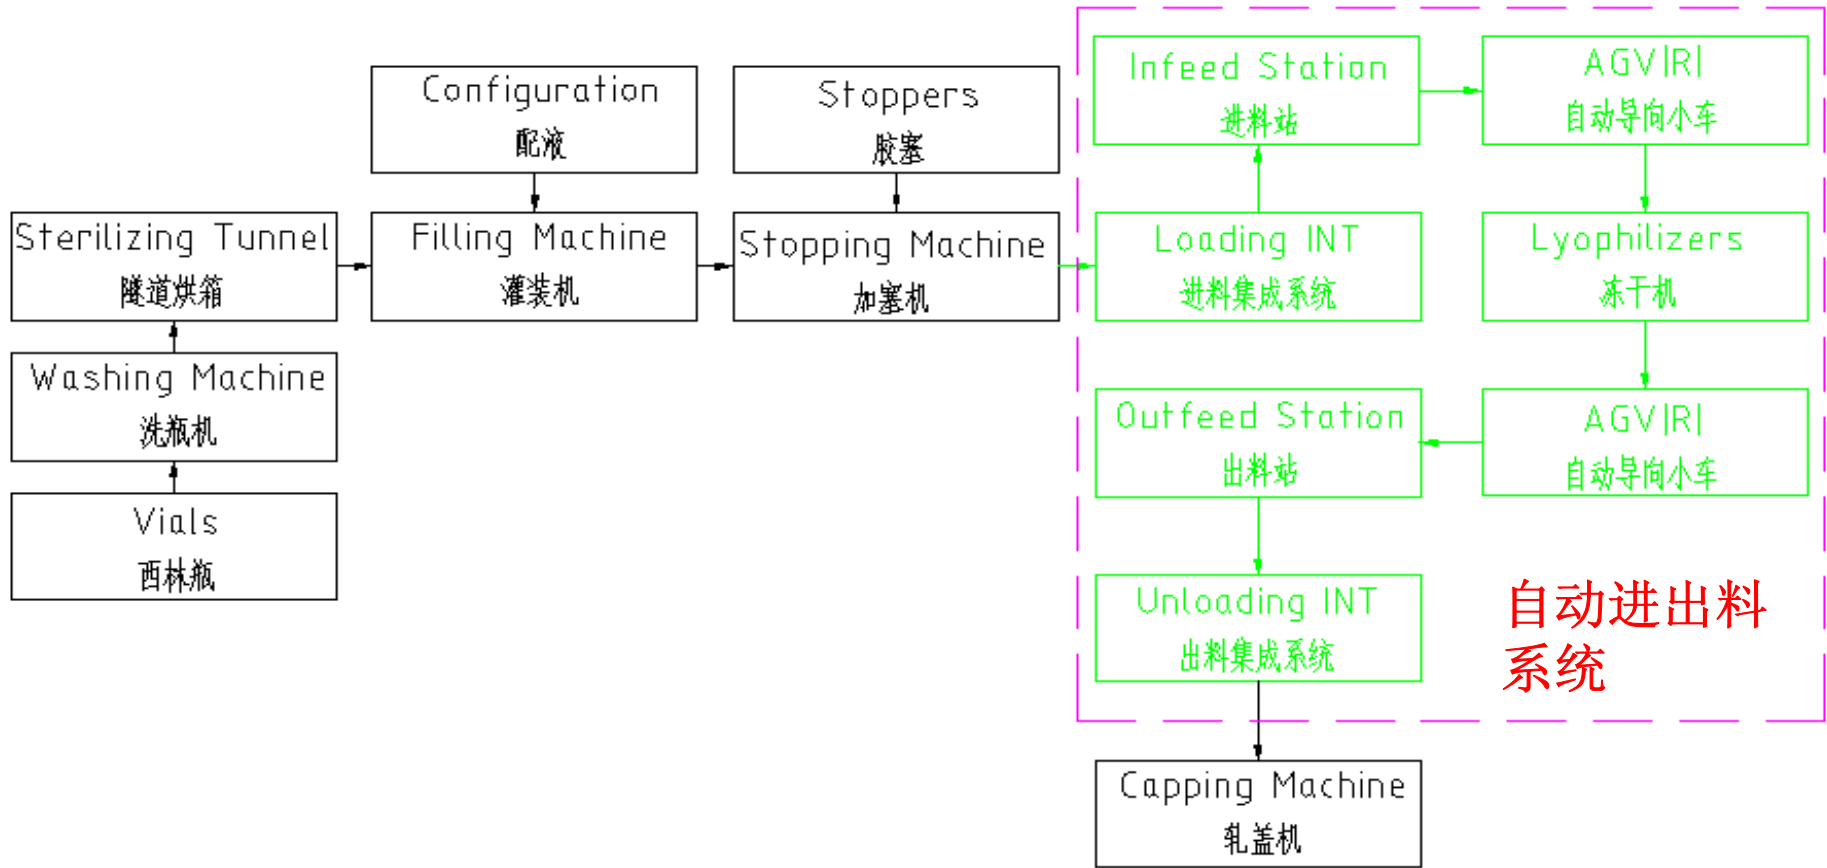 Infeed Station
进料站
AGV|R|
自动导向小车
Configuration
配液
Stoppers
胶塞
Sterilizing Tunnel
隧道烘箱
Filling Machine
灌装机
Stopping Machine
加塞机
Loading INT
进料集成系统
Lyophilizers
冻干机
Washing Machine
洗瓶机
Outfeed Station
出料站
AGV|R|
自动导向小车
Vials
西林瓶
Unloading INT
出料集成系统
自动进出料
系统
Capping Machine
轧盖机